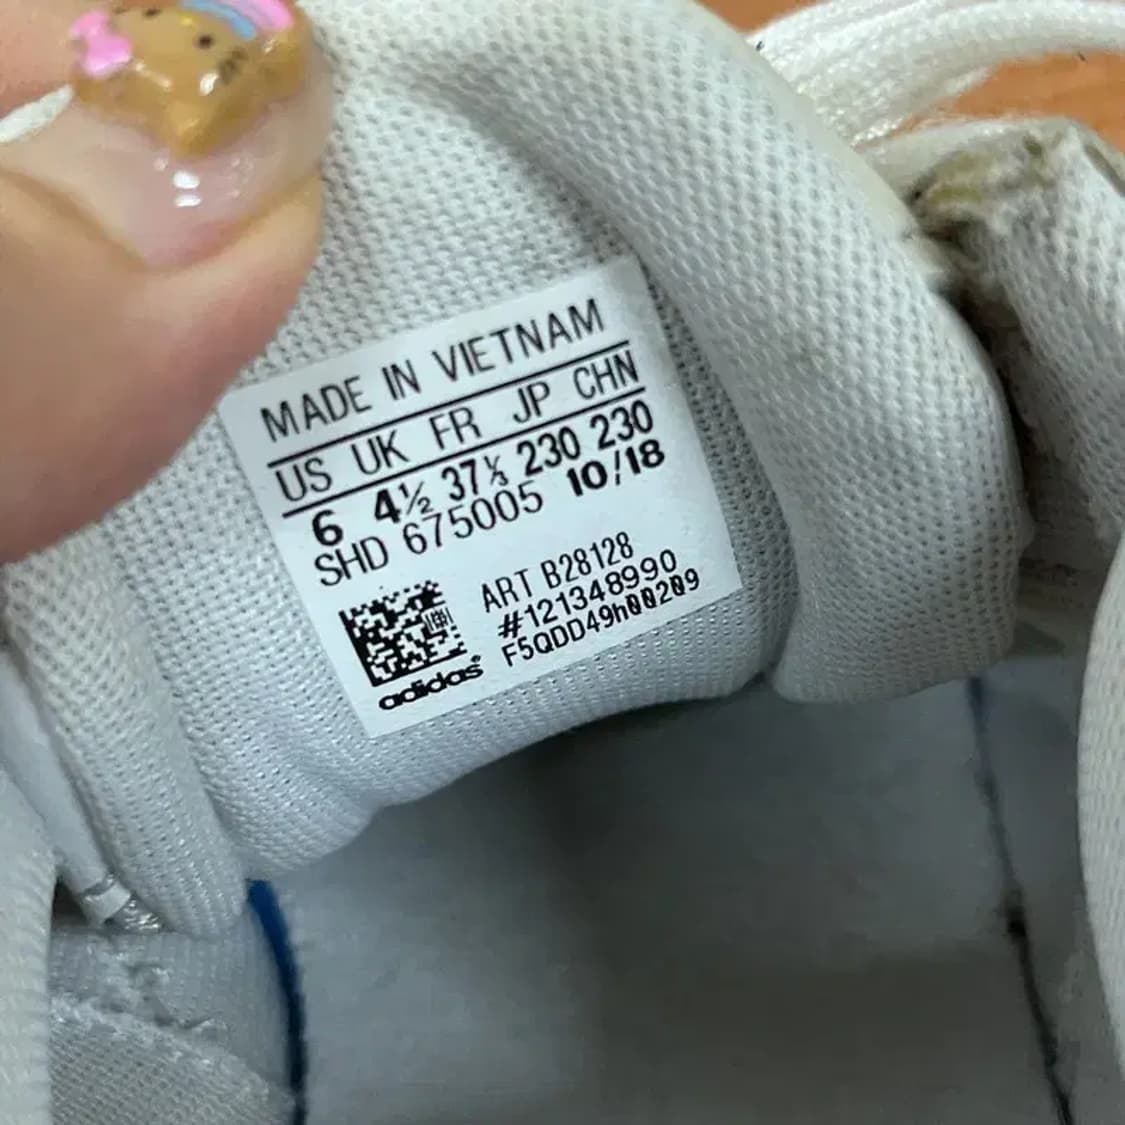 MADE IN VIETNAM
US UK FR JP CHN
6 4½ 37⅓ 230 230
SHD 675005 10/18
ART B28128
#121348990
F5QDD49h00209
adidas®